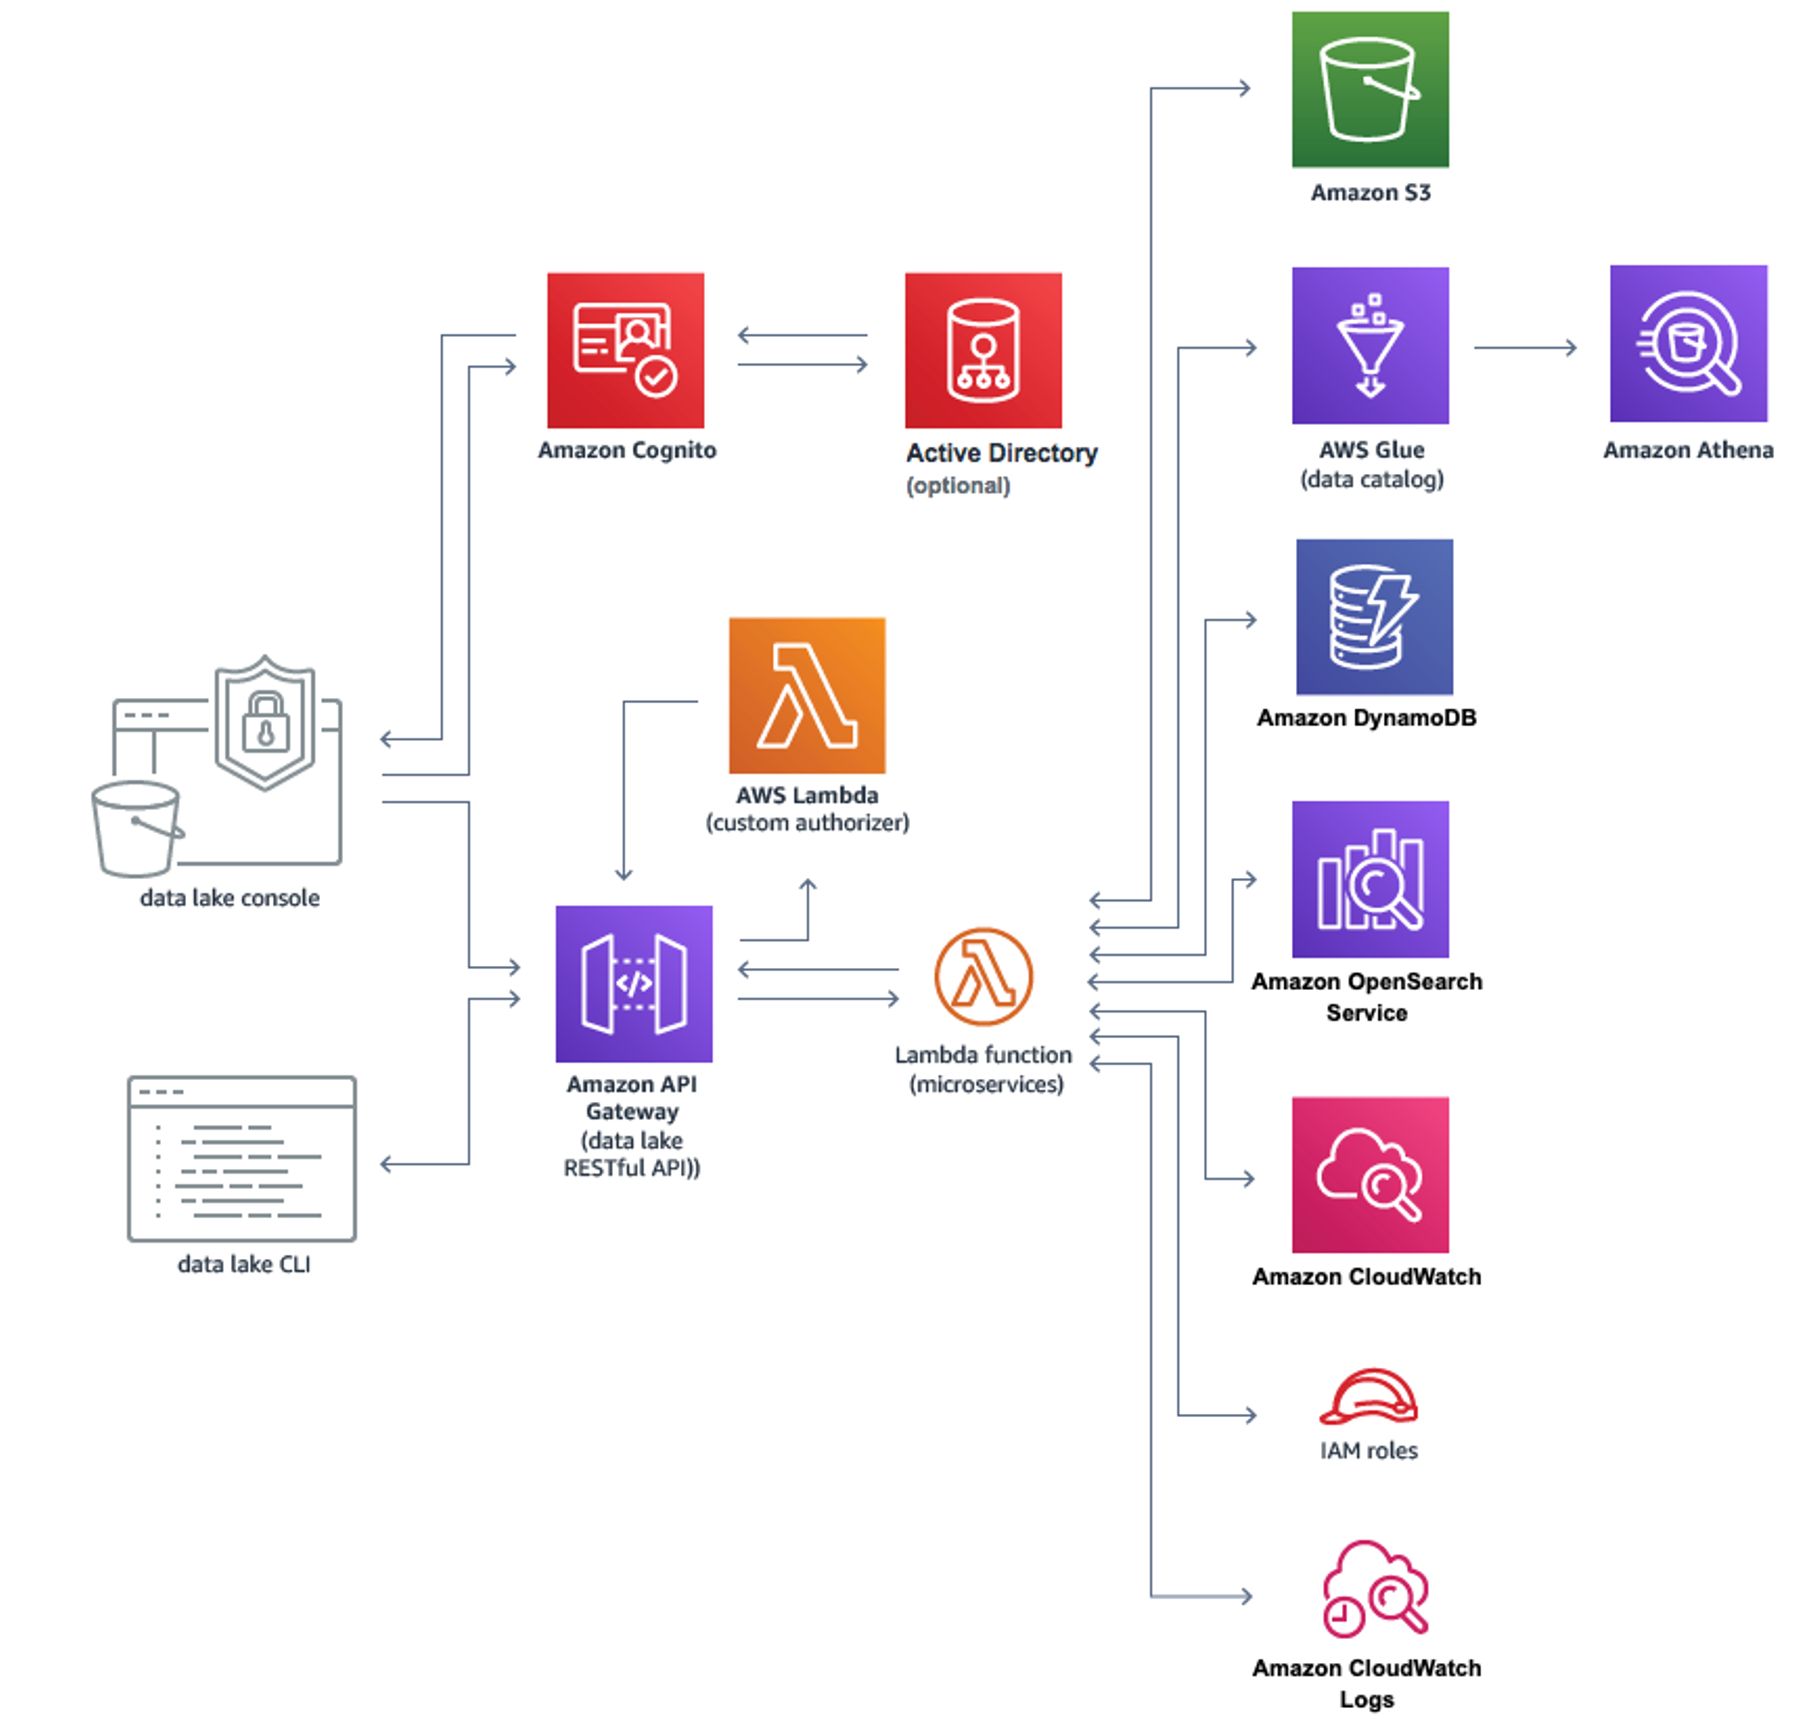 Amazon S3
Amazon Cognito
Active Directory
(optional)
AWS Glue
(data catalog)
Amazon Athena
Amazon DynamoDB
AWS Lambda
(custom authorizer)
data lake console
Amazon OpenSearch
Service
Lambda function
(microservices)
Amazon API
Gateway
(data lake
RESTful API))
data lake CLI
Amazon CloudWatch
IAM roles
Amazon CloudWatch
Logs